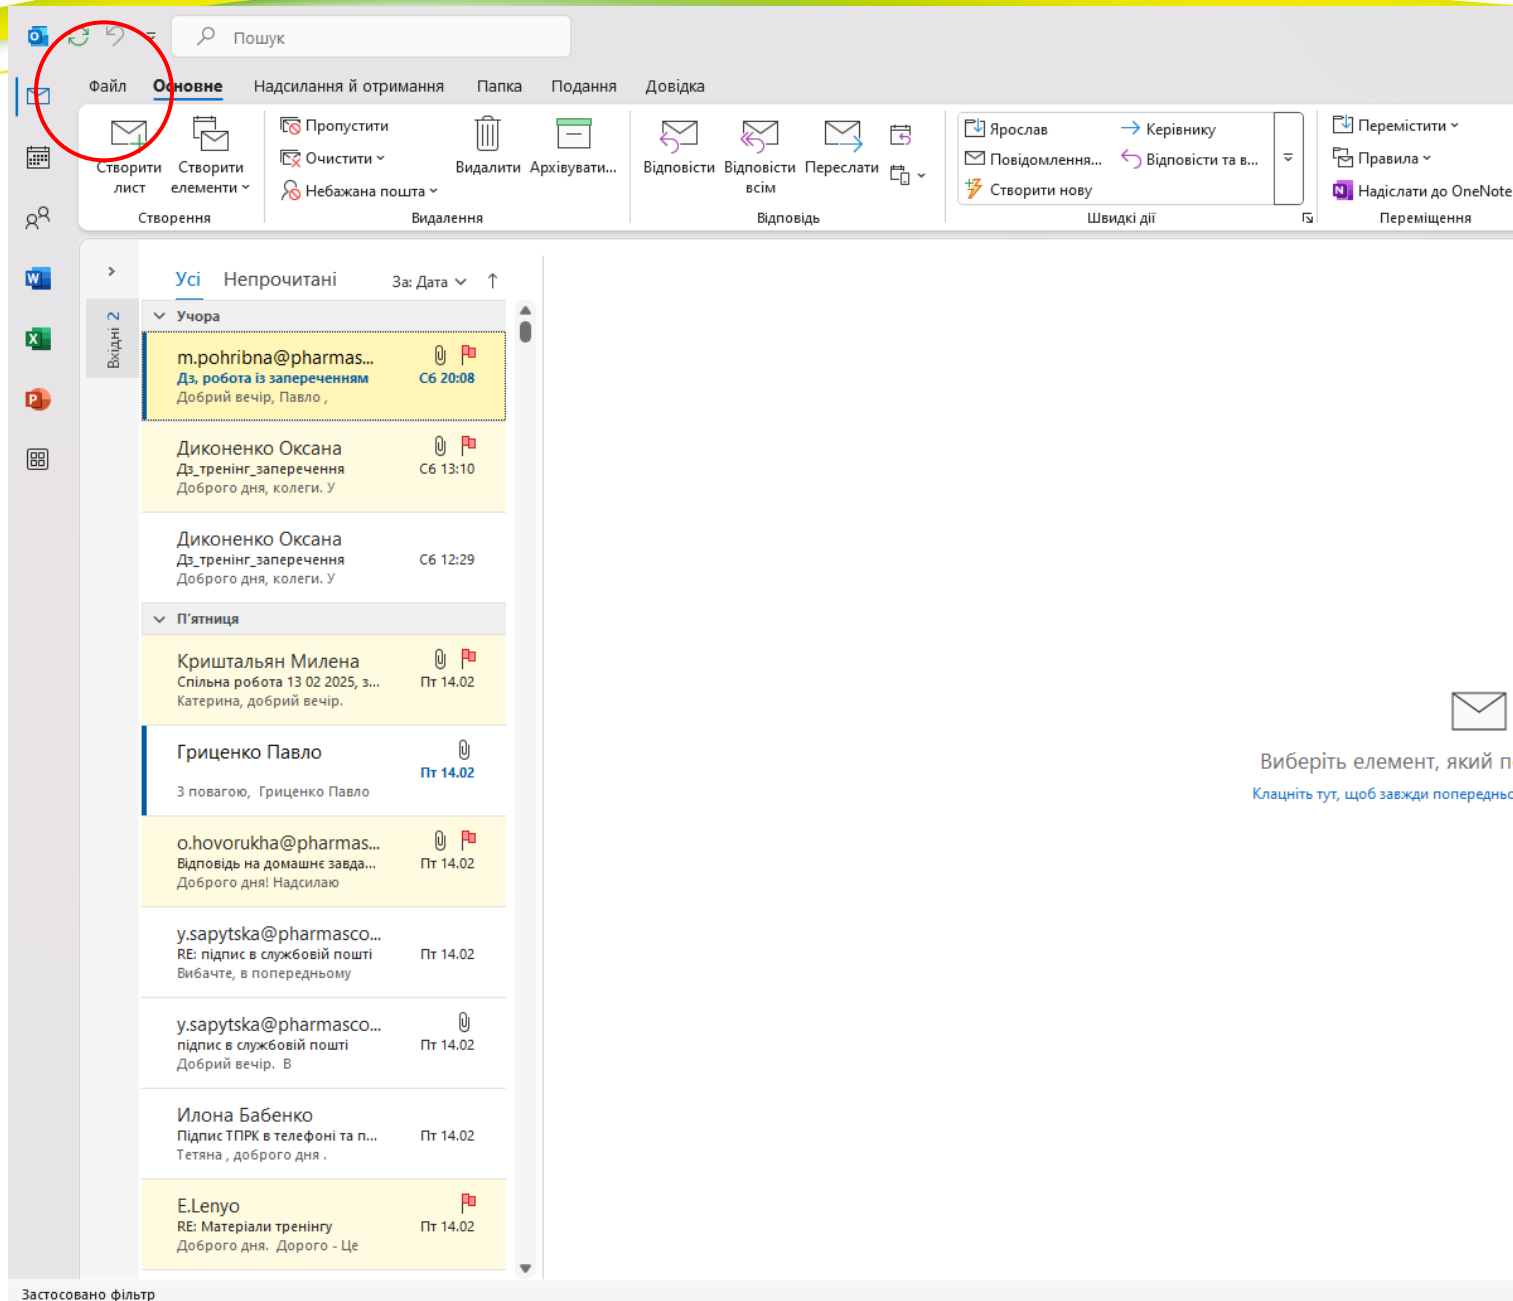 Пошук
Файл Основне Надсилання й отримання Папка Подання Довідка
Створити лист
Створити елементи
Створення
Пропустити
Очистити
Небажана пошта
Видалити
Архівувати...
Видалення
Відповісти
Відповісти всім
Переслати
Відповідь
Ярослав
Повідомлення...
Створити нову
Керівнику
Відповісти та в...
Швидкі дії
Перемістити
Правила
Надіслати до OneNote
Переміщення
Вхідні 2
Усі Непрочитані За: Дата
Учора
m.pohribna@pharmas...
Дз, робота із запереченням Сб 20:08
Добрий вечір, Павло ,
Диконенко Оксана
Дз_тренінг_заперечення Сб 13:10
Доброго дня, колеги. У
Диконенко Оксана
Дз_тренінг_заперечення Сб 12:29
Доброго дня, колеги. У
П'ятниця
Криштальян Милена
Спільна робота 13 02 2025, з... Пт 14.02
Катерина, добрий вечір.
Гриценко Павло
Пт 14.02
З повагою, Гриценко Павло
o.hovorukha@pharmas...
Відповідь на домашнє завда... Пт 14.02
Доброго дня! Надсилаю
y.sapytska@pharmasco...
RE: підпис в службовій пошті Пт 14.02
Вибачте, в попередньому
y.sapytska@pharmasco...
підпис в службовій пошті Пт 14.02
Добрий вечір. В
Илона Бабенко
Підпис ТПРК в телефоні та п... Пт 14.02
Тетяна , доброго дня .
E.Lenyo
RE: Матеріали тренінгу Пт 14.02
Доброго дня. Дорого - Це
Виберіть елемент, який
Клацніть тут, щоб завжди
Застосовано фільтр